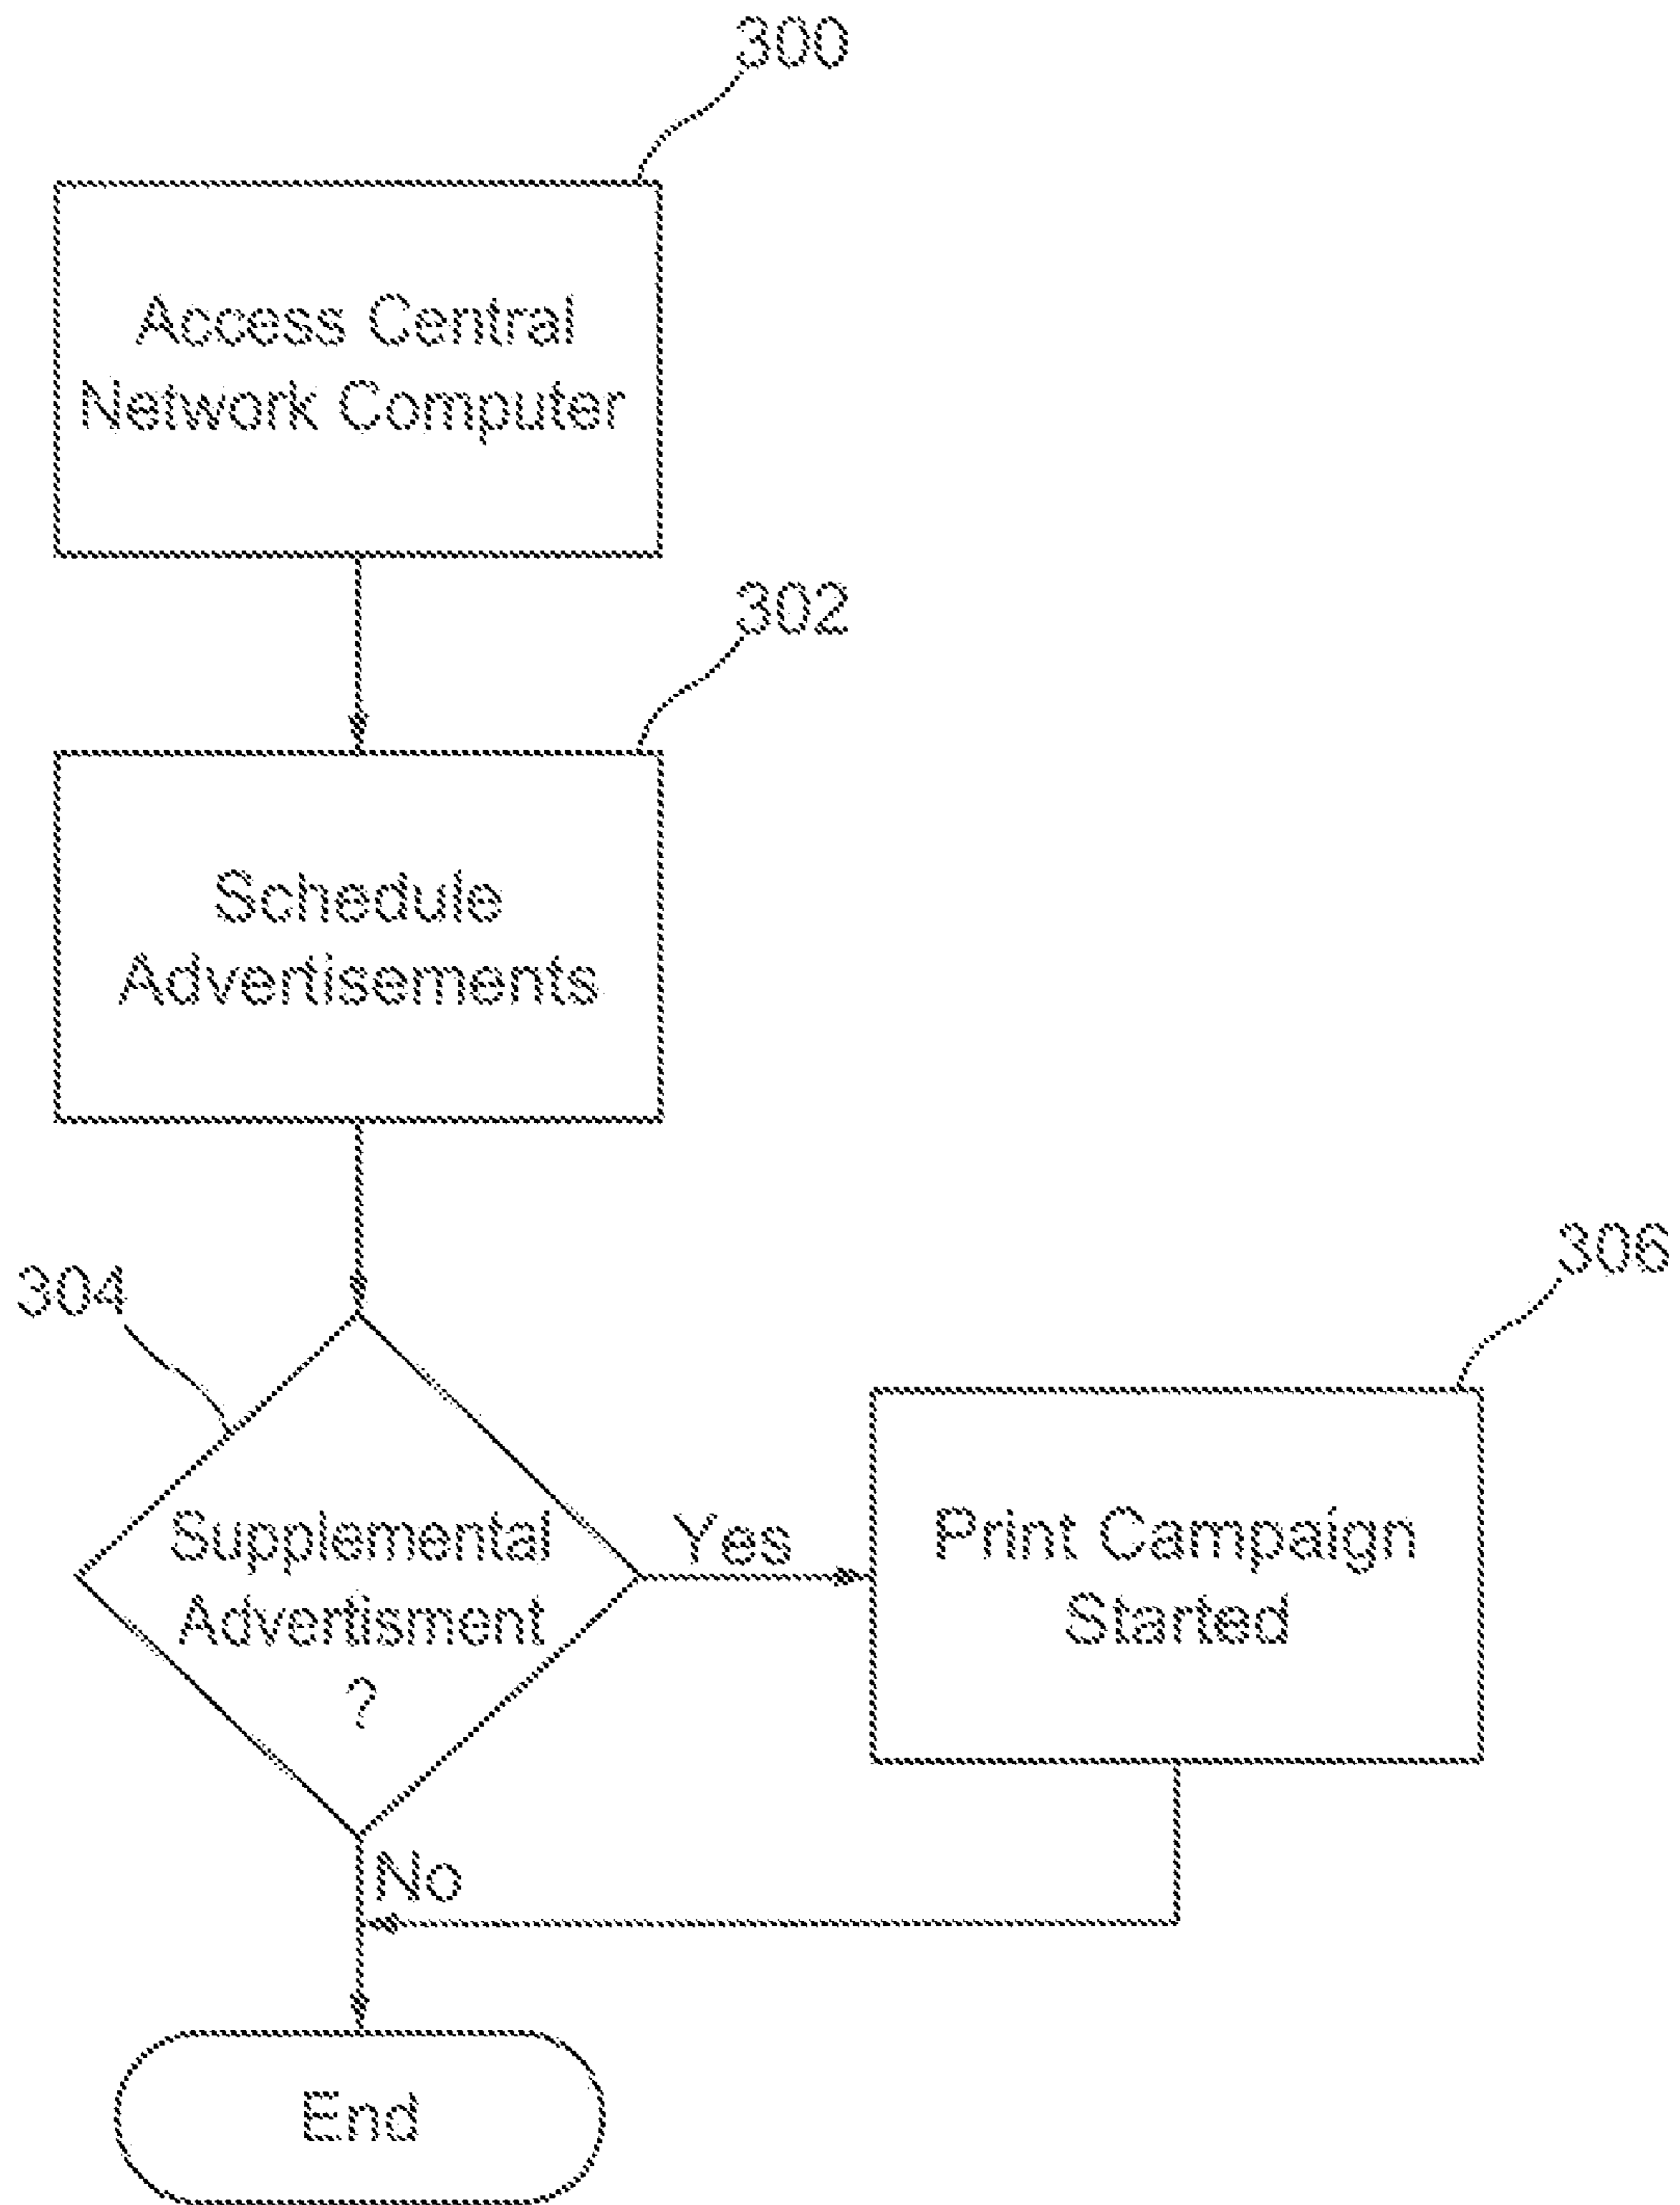 300
Access Central
Network Computer
302
Schedule
Advertisements
304
Supplemental
Advertisment
?
Yes
306
Print Campaign
Started
No
End